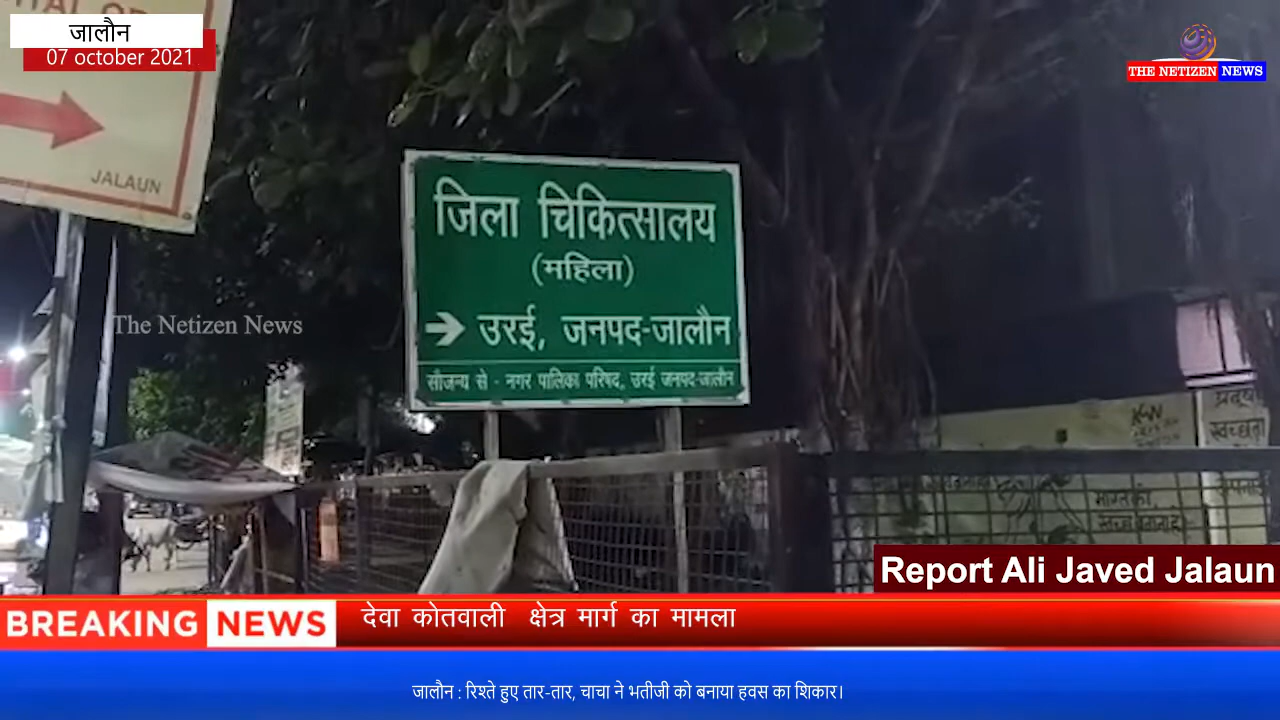 जालौन
07 october 2021
JALAUN
THE NETIZEN NEWS
जिला चिकित्सालय
(महिला)
उरई, जनपद-जालौन
सौजन्य से - नगर पालिका परिषद, उरई जनपद-जालौन
The Netizen News
स्वच्छता
Report Ali Javed Jalaun
BREAKING NEWS
देवा कोतवाली क्षेत्र मार्ग का मामला
जालौन : रिश्ते हुए तार-तार, चाचा ने भतीजी को बनाया हवस का शिकार।